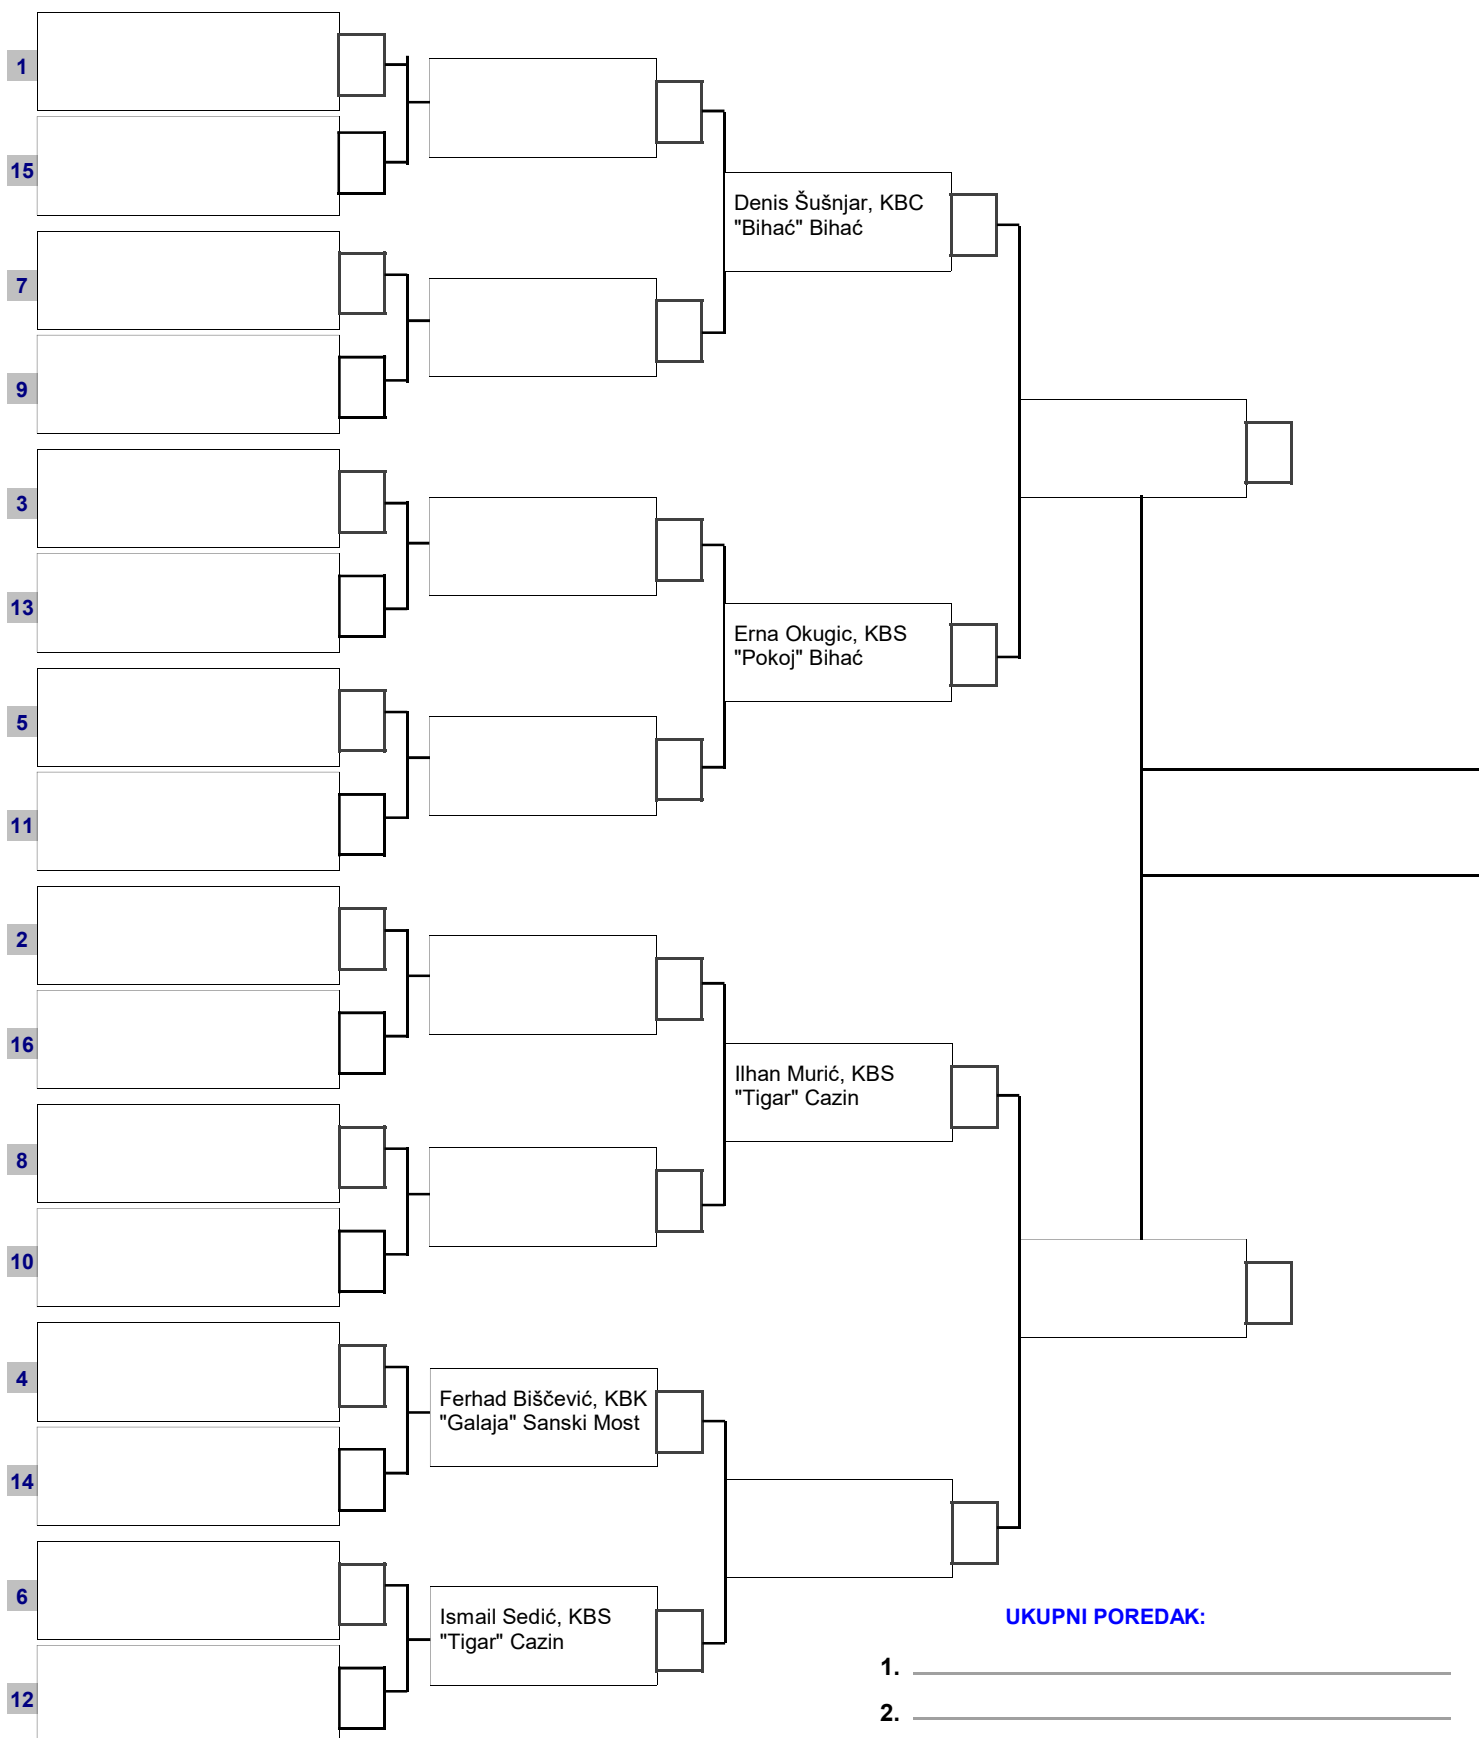 1
15
Denis Šušnjar, KBC
"Bihać" Bihać
7
9
3
13
Erna Okugic, KBS
"Pokoj" Bihać
5
11
2
16
Ilhan Murić, KBS
"Tigar" Cazin
8
10
4
Ferhad Biščević, KBK
"Galaja" Sanski Most
14
6
Ismail Sedić, KBS
"Tigar" Cazin
12
UKUPNI POREDAK:
1.
2.